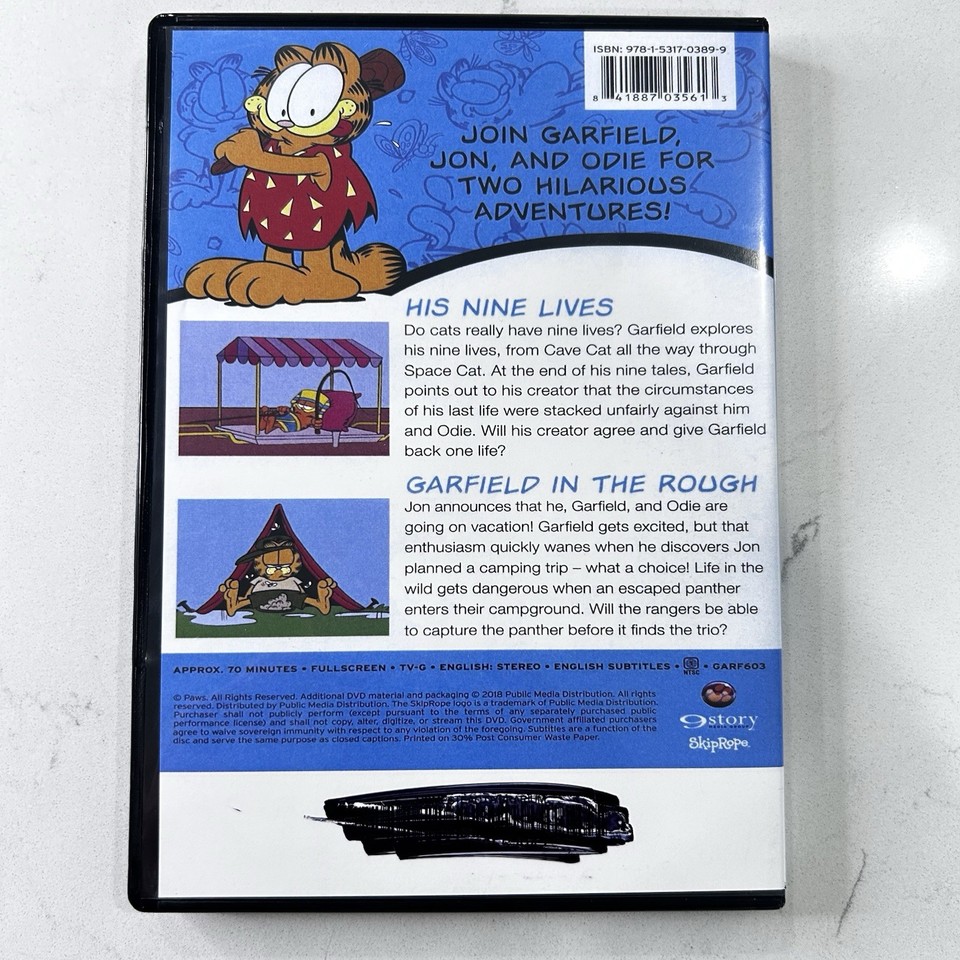 ISBN: 978-1-5317-0389-9
8 41887 03561 3
JOIN GARFIELD,
JON, AND ODIE FOR
TWO HILARIOUS
ADVENTURES!
HIS NINE LIVES
Do cats really have nine lives? Garfield explores
his nine lives, from Cave Cat all the way through
Space Cat. At the end of his nine tales, Garfield
points out to his creator that the circumstances
of his last life were stacked unfairly against him
and Odie. Will his creator agree and give Garfield
back one life?
GARFIELD IN THE ROUGH
Jon announces that he, Garfield, and Odie are
going on vacation! Garfield gets excited, but that
enthusiasm quickly wanes when he discovers Jon
planned a camping trip – what a choice! Life in the
wild gets dangerous when an escaped panther
enters their campground. Will the rangers be able
to capture the panther before it finds the trio?
APPROX. 70 MINUTES • FULLSCREEN • TV-G • ENGLISH: STEREO • ENGLISH SUBTITLES • NTSC • GARF603
© Paws. All Rights Reserved. Additional DVD material and packaging © 2018 Public Media Distribution. All rights
reserved. Distributed by Public Media Distribution. The SkipRope logo is a trademark of Public Media Distribution.
Purchaser shall not publicly perform (except pursuant to the terms of any separately purchased public
performance license) and shall not copy, alter, digitize, or stream this DVD. Government affiliated purchasers
agree to waive sovereign immunity with respect to any violation of the foregoing. Subtitles are a function of the
disc and serve the same purpose as closed captions. Printed on 30% Post Consumer Waste Paper.
9story
MEDIA GROUP
SkipRope